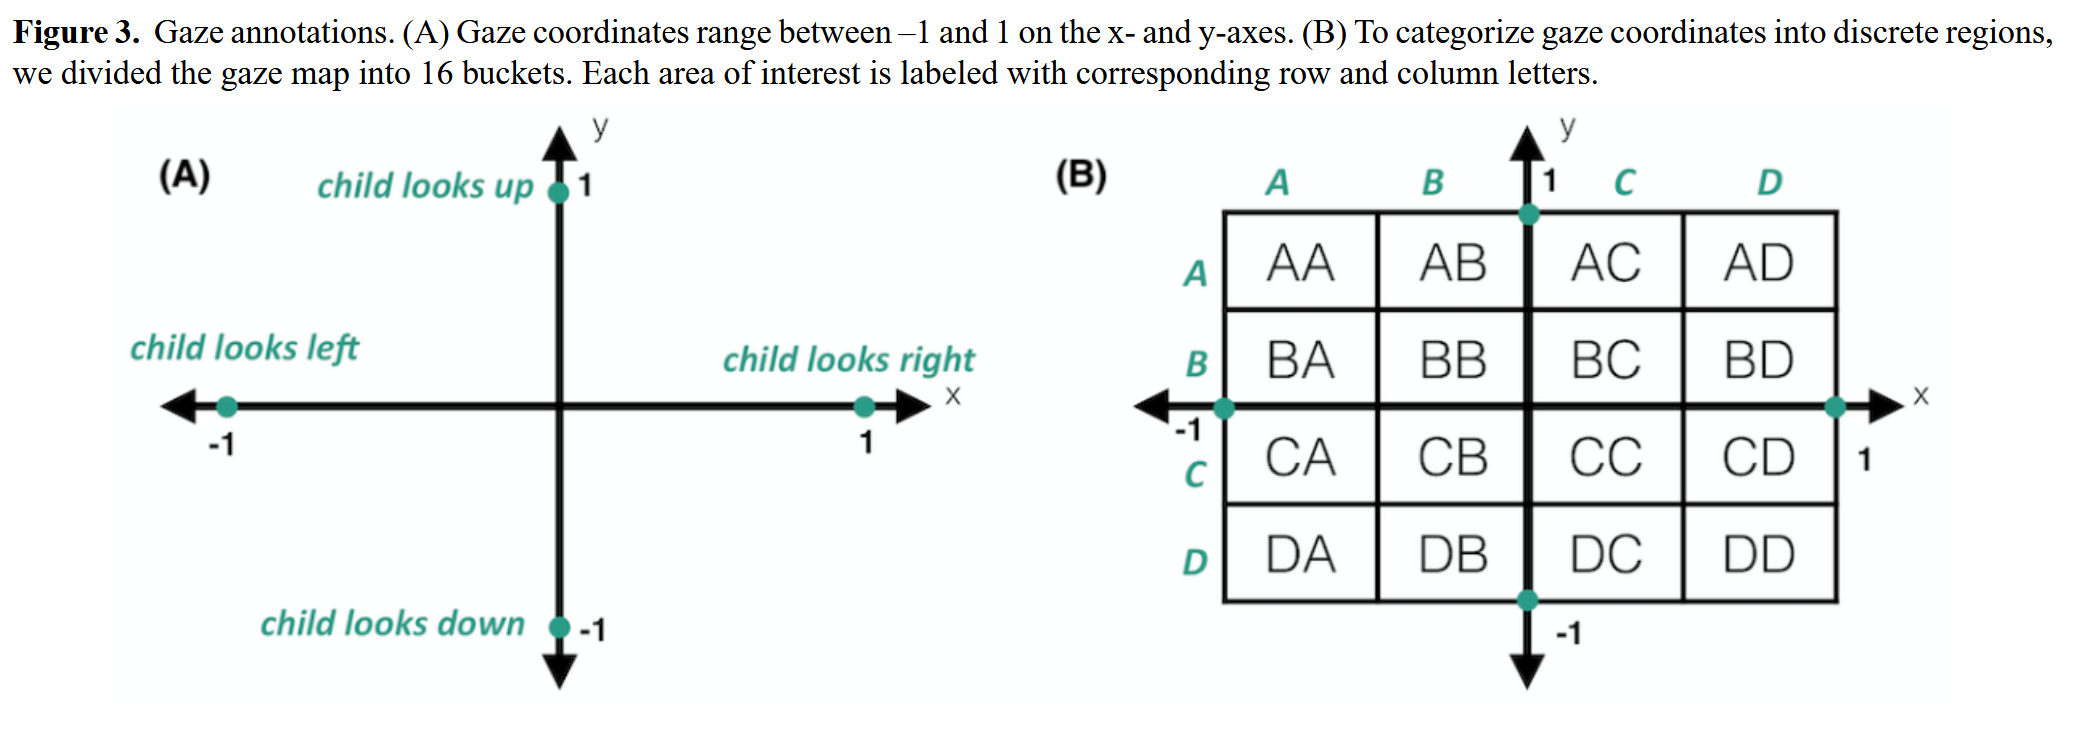 Figure 3. Gaze annotations. (A) Gaze coordinates range between –1 and 1 on the x- and y-axes. (B) To categorize gaze coordinates into discrete regions,
we divided the gaze map into 16 buckets. Each area of interest is labeled with corresponding row and column letters.
(A)
y
child looks up
1
child looks left
child looks right
x
-1
1
child looks down
-1
(B)
y
1
A B C D
A AA AB AC AD
B BA BB BC BD
x
-1
1
C CA CB CC CD
D DA DB DC DD
-1